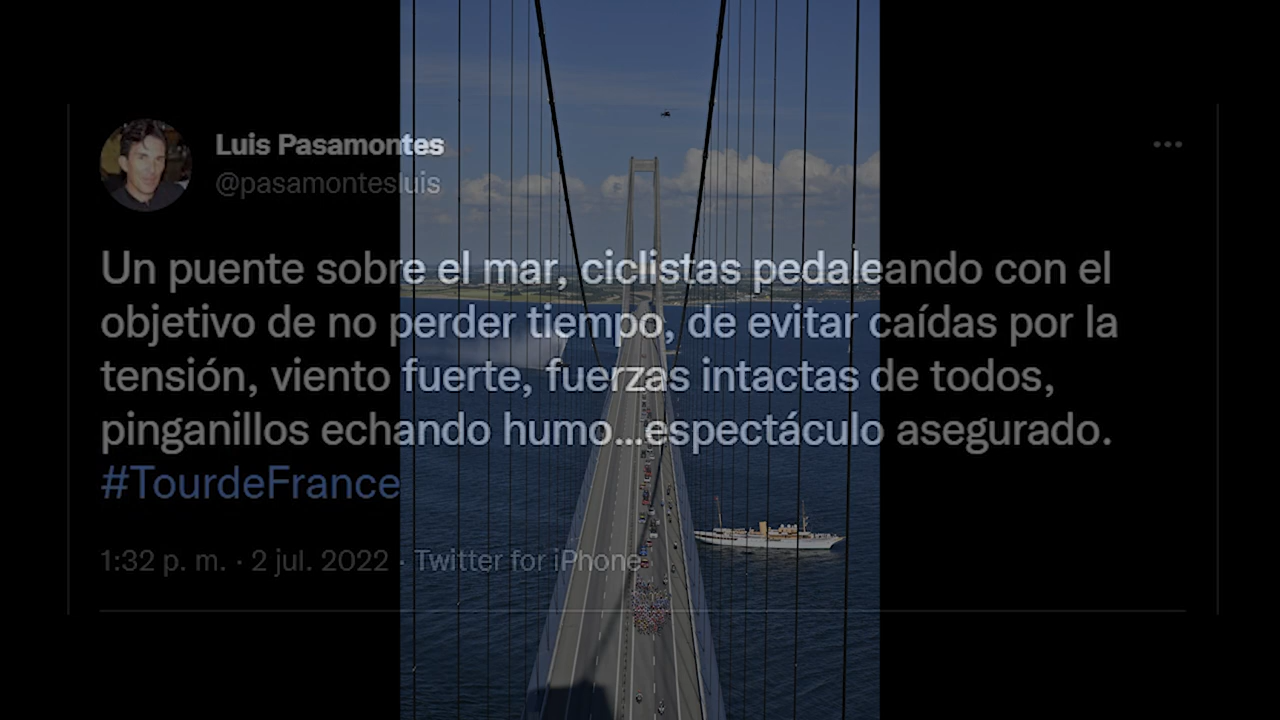 Luis Pasamontes
@pasamontesluis
Un puente sobre el mar, ciclistas pedaleando con el
objetivo de no perder tiempo, de evitar caídas por la
tensión, viento fuerte, fuerzas intactas de todos,
pinganillos echando humo...espectáculo asegurado.
#TourdeFrance
1:32 p. m. · 2 jul. 2022 · Twitter for iPhone